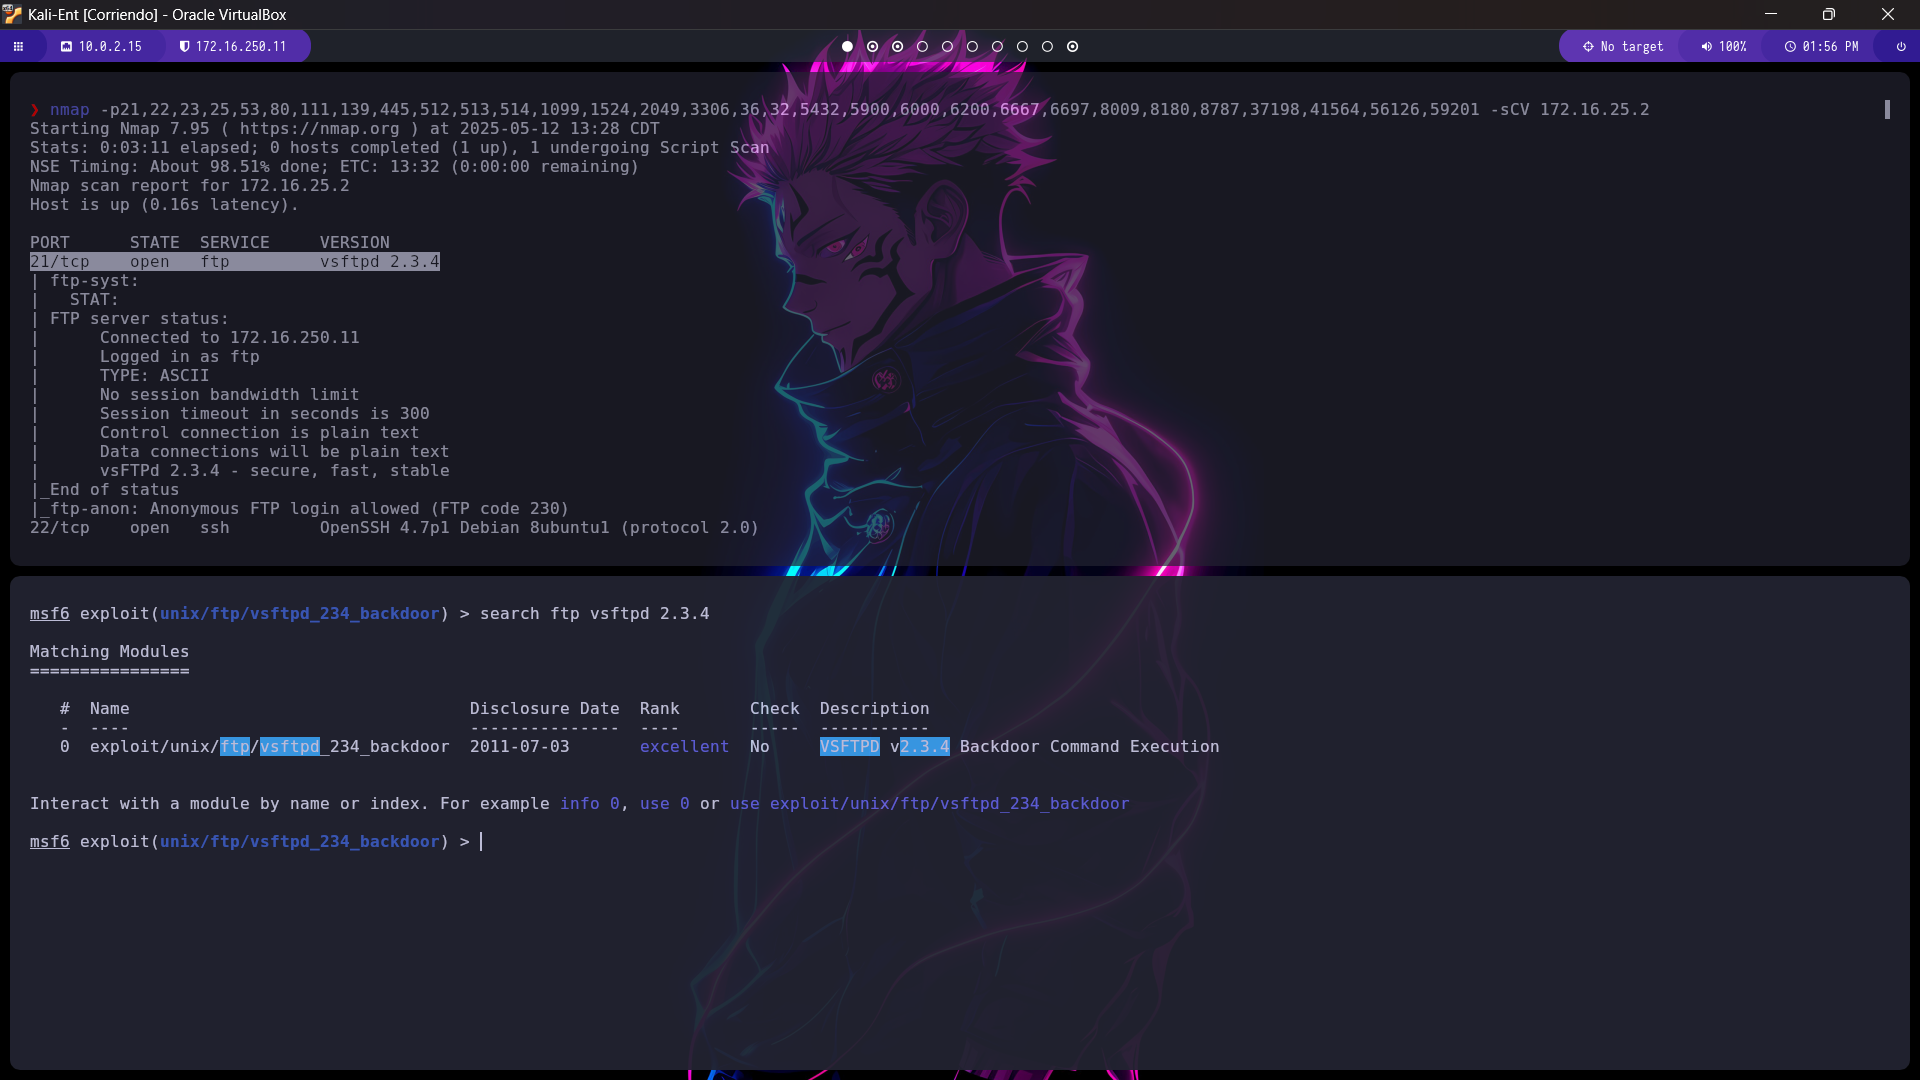 Kali-Ent [Corriendo] - Oracle VirtualBox
10.0.2.15 172.16.250.11 No target 100% 01:56 PM
❯ nmap -p21,22,23,25,53,80,111,139,445,512,513,514,1099,1524,2049,3306,36,32,5432,5900,6000,6200,6667,6697,8009,8180,8787,37198,41564,56126,59201 -sCV 172.16.25.2
Starting Nmap 7.95 ( https://nmap.org ) at 2025-05-12 13:28 CDT
Stats: 0:03:11 elapsed; 0 hosts completed (1 up), 1 undergoing Script Scan
NSE Timing: About 98.51% done; ETC: 13:32 (0:00:00 remaining)
Nmap scan report for 172.16.25.2
Host is up (0.16s latency).
PORT      STATE  SERVICE     VERSION
21/tcp    open   ftp         vsftpd 2.3.4
| ftp-syst:
|   STAT:
| FTP server status:
|      Connected to 172.16.250.11
|      Logged in as ftp
|      TYPE: ASCII
|      No session bandwidth limit
|      Session timeout in seconds is 300
|      Control connection is plain text
|      Data connections will be plain text
|      vsFTPd 2.3.4 - secure, fast, stable
|_End of status
|_ftp-anon: Anonymous FTP login allowed (FTP code 230)
22/tcp    open   ssh         OpenSSH 4.7p1 Debian 8ubuntu1 (protocol 2.0)
msf6 exploit(unix/ftp/vsftpd_234_backdoor) > search ftp vsftpd 2.3.4
Matching Modules
================
#  Name                                  Disclosure Date  Rank       Check  Description
-  ----                                  ---------------  ----       -----  -----------
0  exploit/unix/ftp/vsftpd_234_backdoor  2011-07-03       excellent  No     VSFTPD v2.3.4 Backdoor Command Execution
Interact with a module by name or index. For example info 0, use 0 or use exploit/unix/ftp/vsftpd_234_backdoor
msf6 exploit(unix/ftp/vsftpd_234_backdoor) >